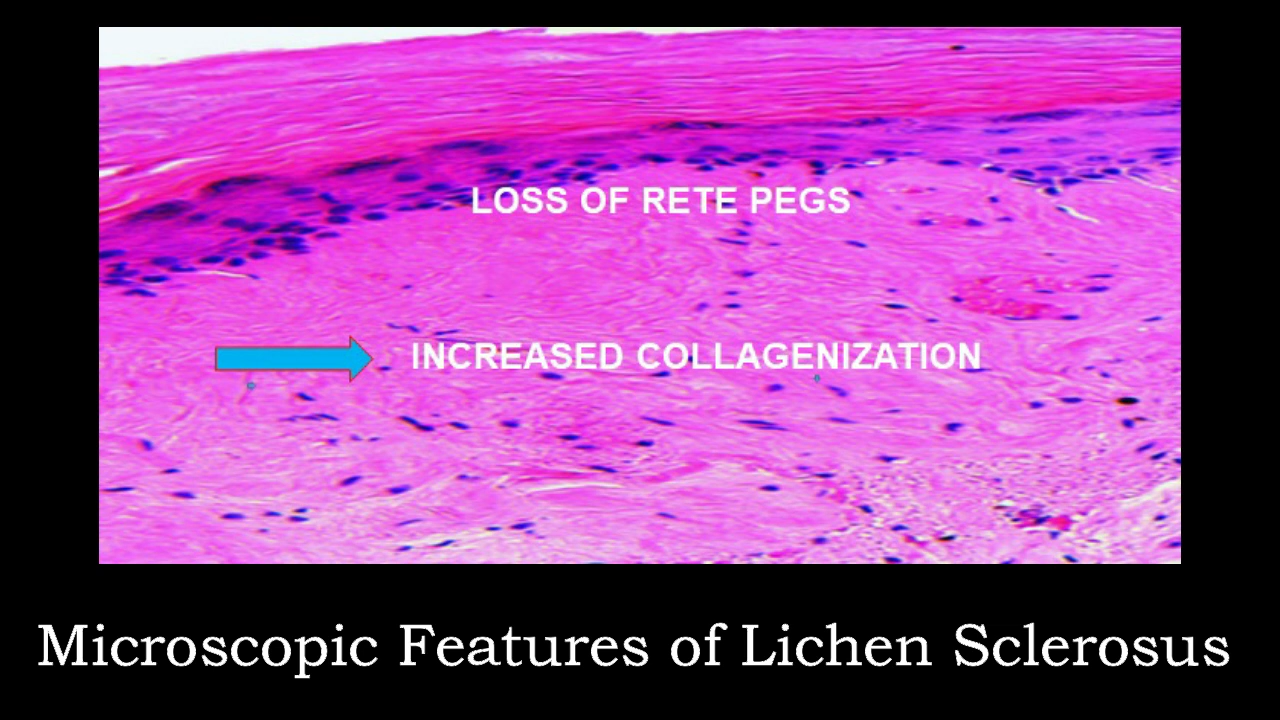 LOSS OF RETE PEGS
INCREASED COLLAGENIZATION
Microscopic Features of Lichen Sclerosus